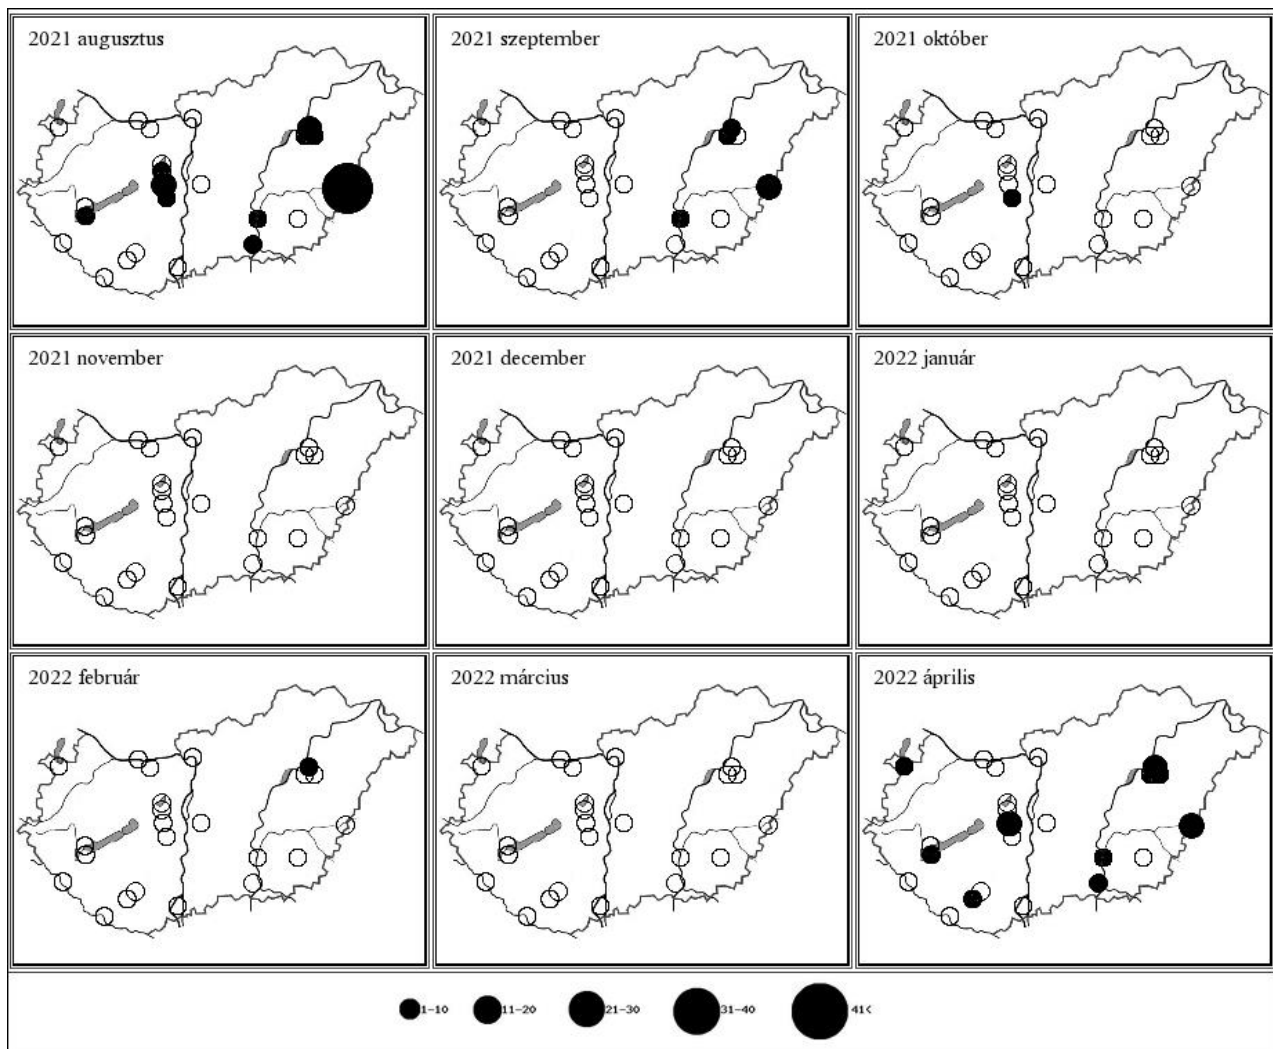 2021 augusztus
2021 szeptember
2021 október
2021 november
2021 december
2022 január
2022 február
2022 március
2022 április
1-10 11-20 21-30 31-40 41<